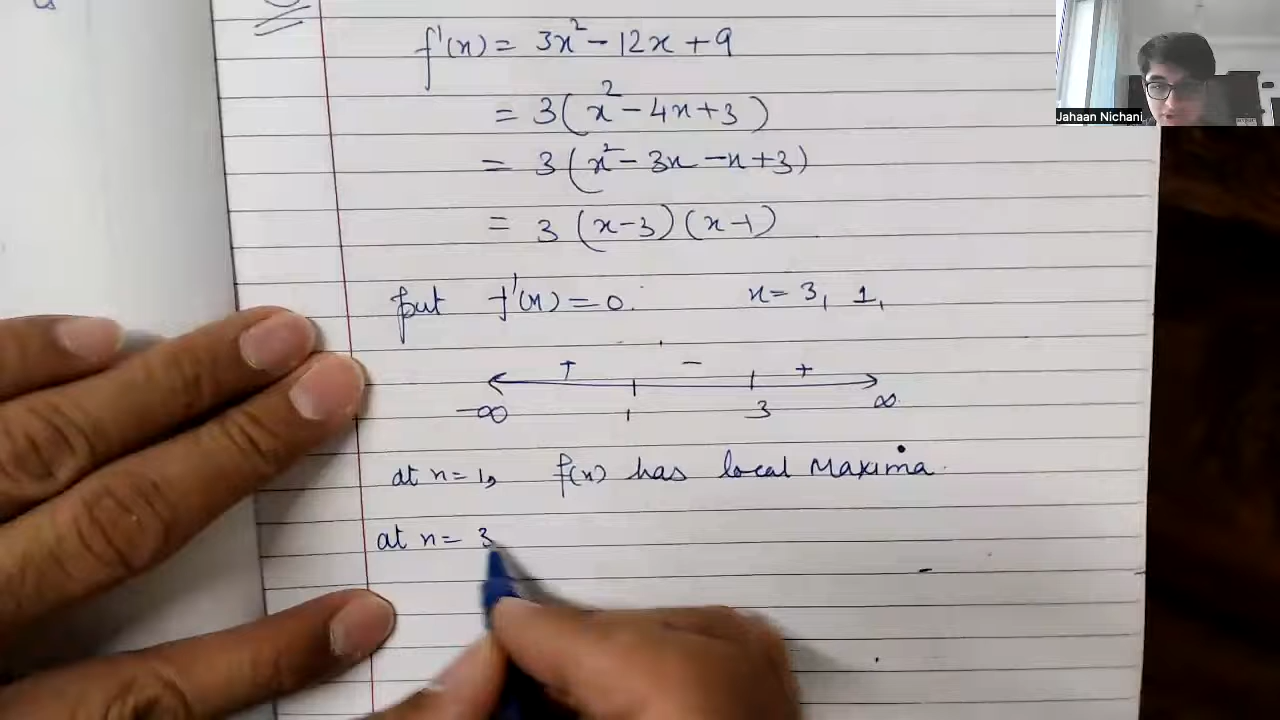 f'(x) = 3x² - 12x + 9
= 3(x² - 4x + 3)
= 3(x² - 3x - x + 3)
= 3(x-3)(x-1)
put f'(x) = 0. x = 3, 1,
+ - +
-∞ 1 3 ∞
at x = 1, f(x) has local Maxima.
at x = 3
Jahaan Nichani